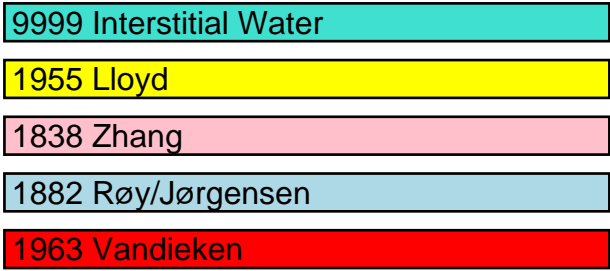 9999 Interstitial Water
1955 Lloyd
1838 Zhang
1882 Røy/Jørgensen
1963 Vandieken